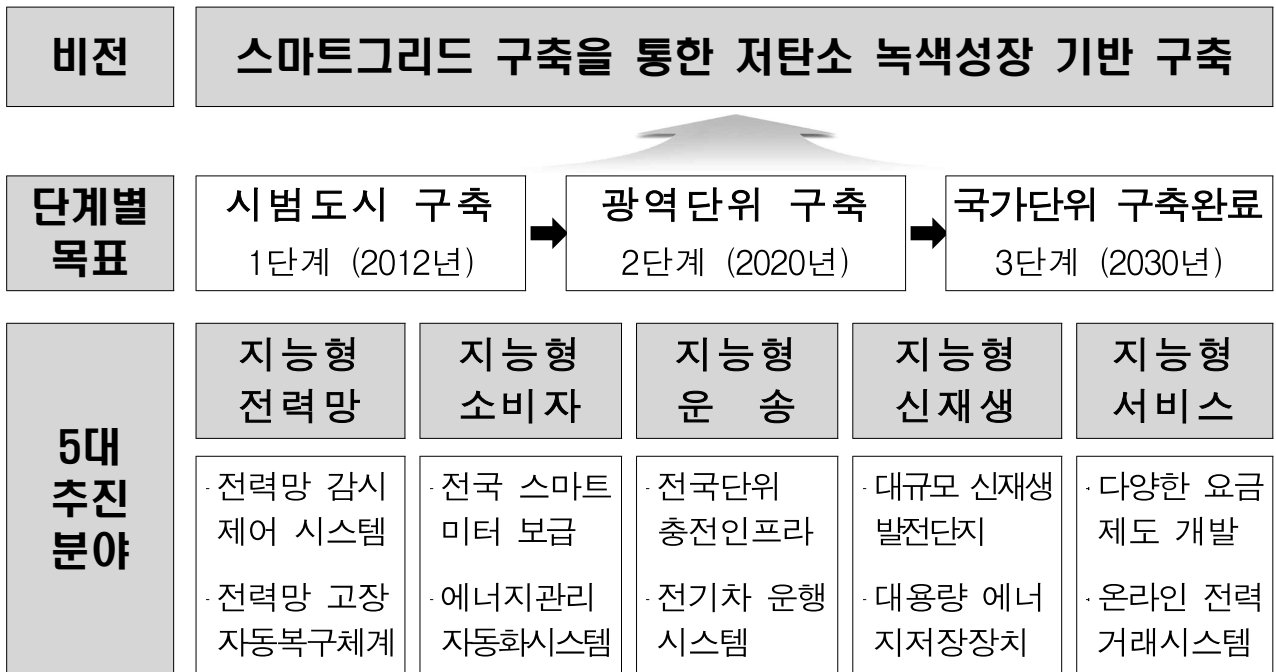 비전
스마트그리드 구축을 통한 저탄소 녹색성장 기반 구축
단계별
목표
시범도시 구축
1단계 (2012년)
광역단위 구축
2단계 (2020년)
국가단위 구축완료
3단계 (2030년)
5대
추진
분야
지능형
전력망
- 전력망 감시
제어 시스템
- 전력망 고장
자동복구체계
지능형
소비자
- 전국 스마트
미터 보급
- 에너지관리
자동화시스템
지능형
운 송
- 전국단위
충전인프라
- 전기차 운행
시스템
지능형
신재생
- 대규모 신재생
발전단지
- 대용량 에너
지저장장치
지능형
서비스
- 다양한 요금
제도 개발
- 온라인 전력
거래시스템